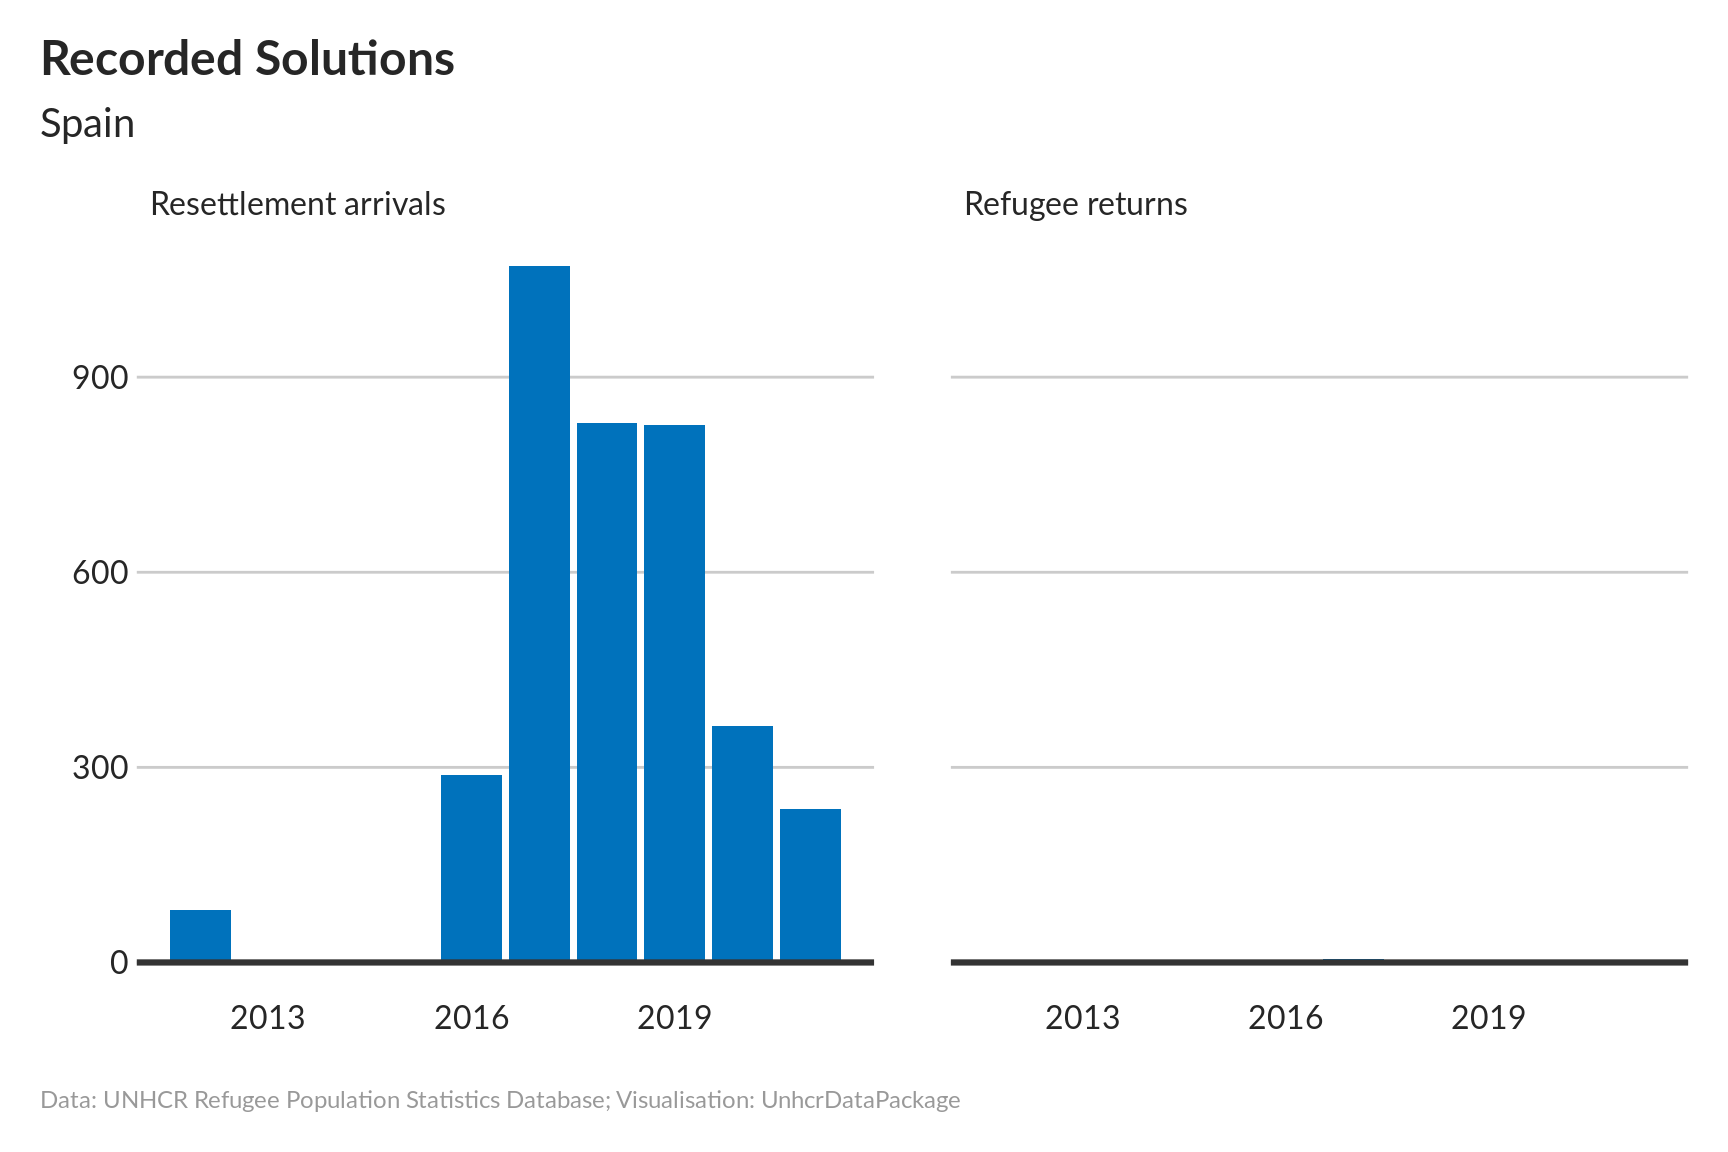 Recorded Solutions
Spain
Resettlement arrivals
Refugee returns
900
600
300
0
2013 2016 2019
2013 2016 2019
Data: UNHCR Refugee Population Statistics Database; Visualisation: UnhcrDataPackage